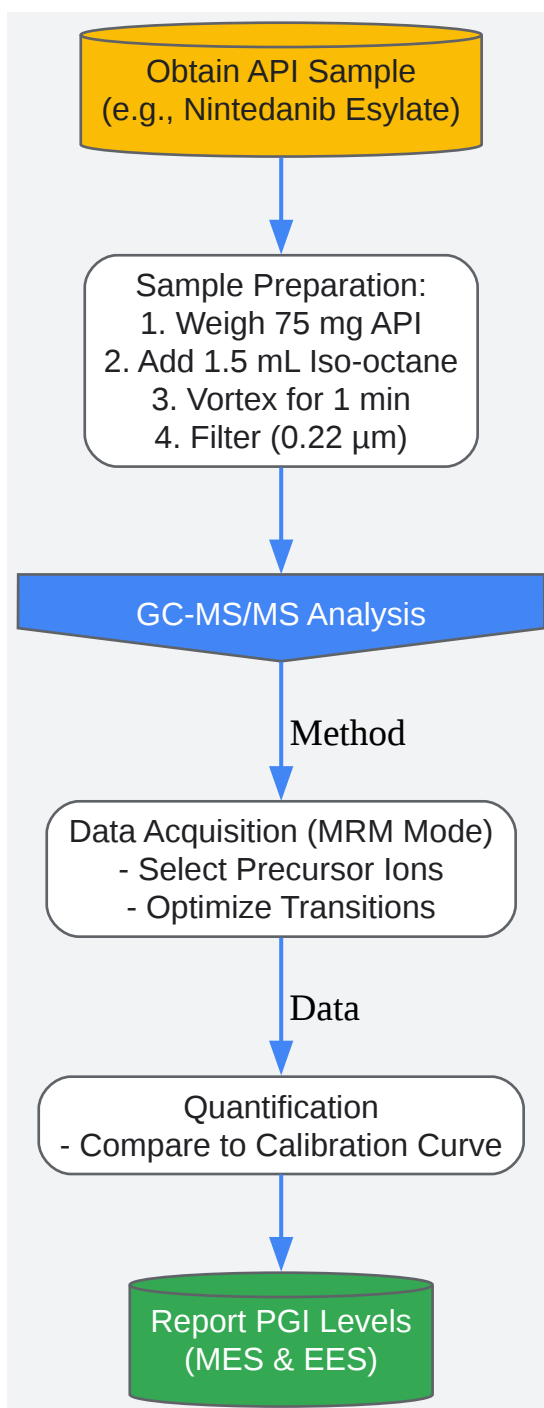 Obtain API Sample
(e.g., Nintedanib Esylate)
Sample Preparation:
1. Weigh 75 mg API
2. Add 1.5 mL Iso-octane
3. Vortex for 1 min
4. Filter (0.22 µm)
GC-MS/MS Analysis
Method
Data Acquisition (MRM Mode)
- Select Precursor Ions
- Optimize Transitions
Data
Quantification
- Compare to Calibration Curve
Report PGI Levels
(MES & EES)